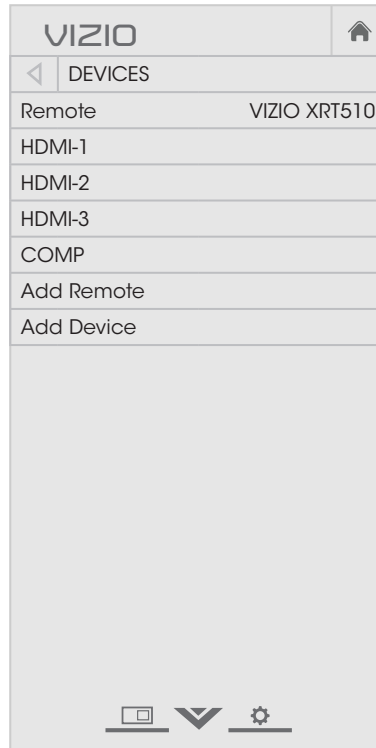 VIZIO
DEVICES
Remote VIZIO XRT510
HDMI-1
HDMI-2
HDMI-3
COMP
Add Remote
Add Device